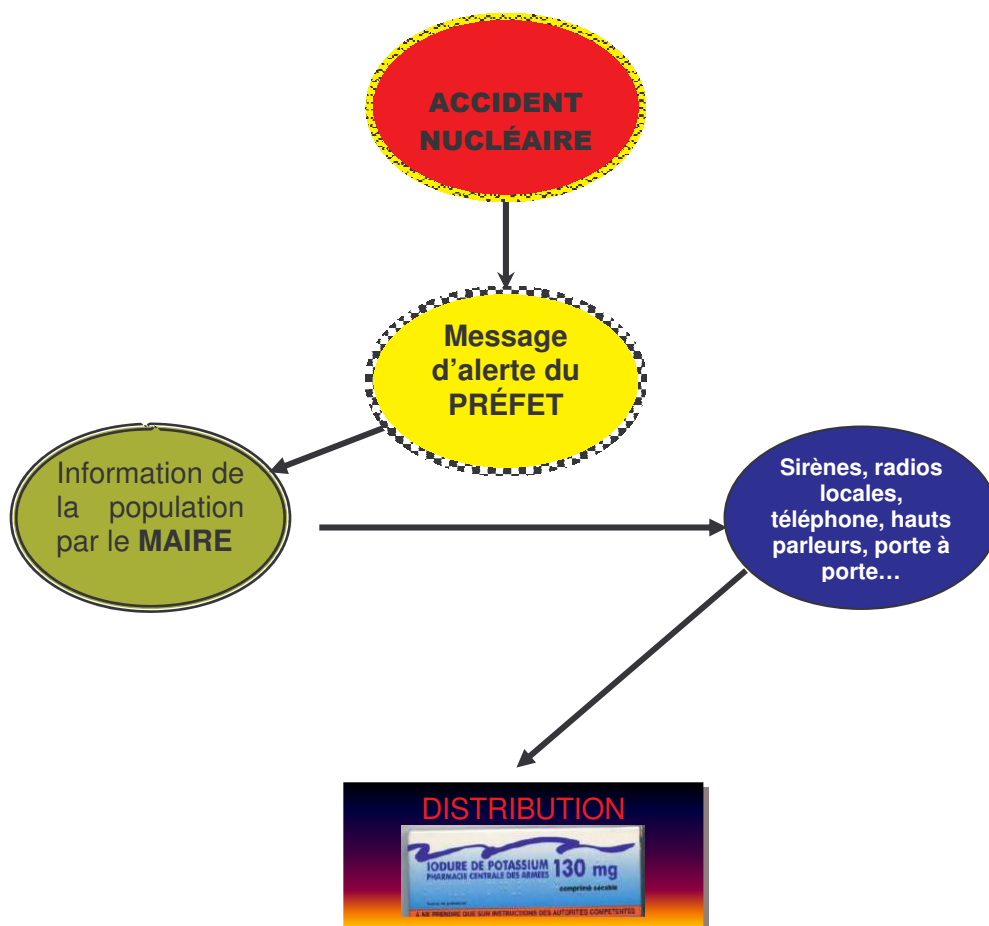 ACCIDENT
NUCLÉAIRE
Message
d'alerte du
PRÉFET
Information de
la population
par le MAIRE
Sirènes, radios
locales,
téléphone, hauts
parleurs, porte à
porte…
DISTRIBUTION
IODURE DE POTASSIUM 130 mg
PHARMACIE CENTRALE DES ARMÉES
comprimé sécable
A NE PRENDRE QUE SUR INSTRUCTIONS DES AUTORITES COMPETENTES